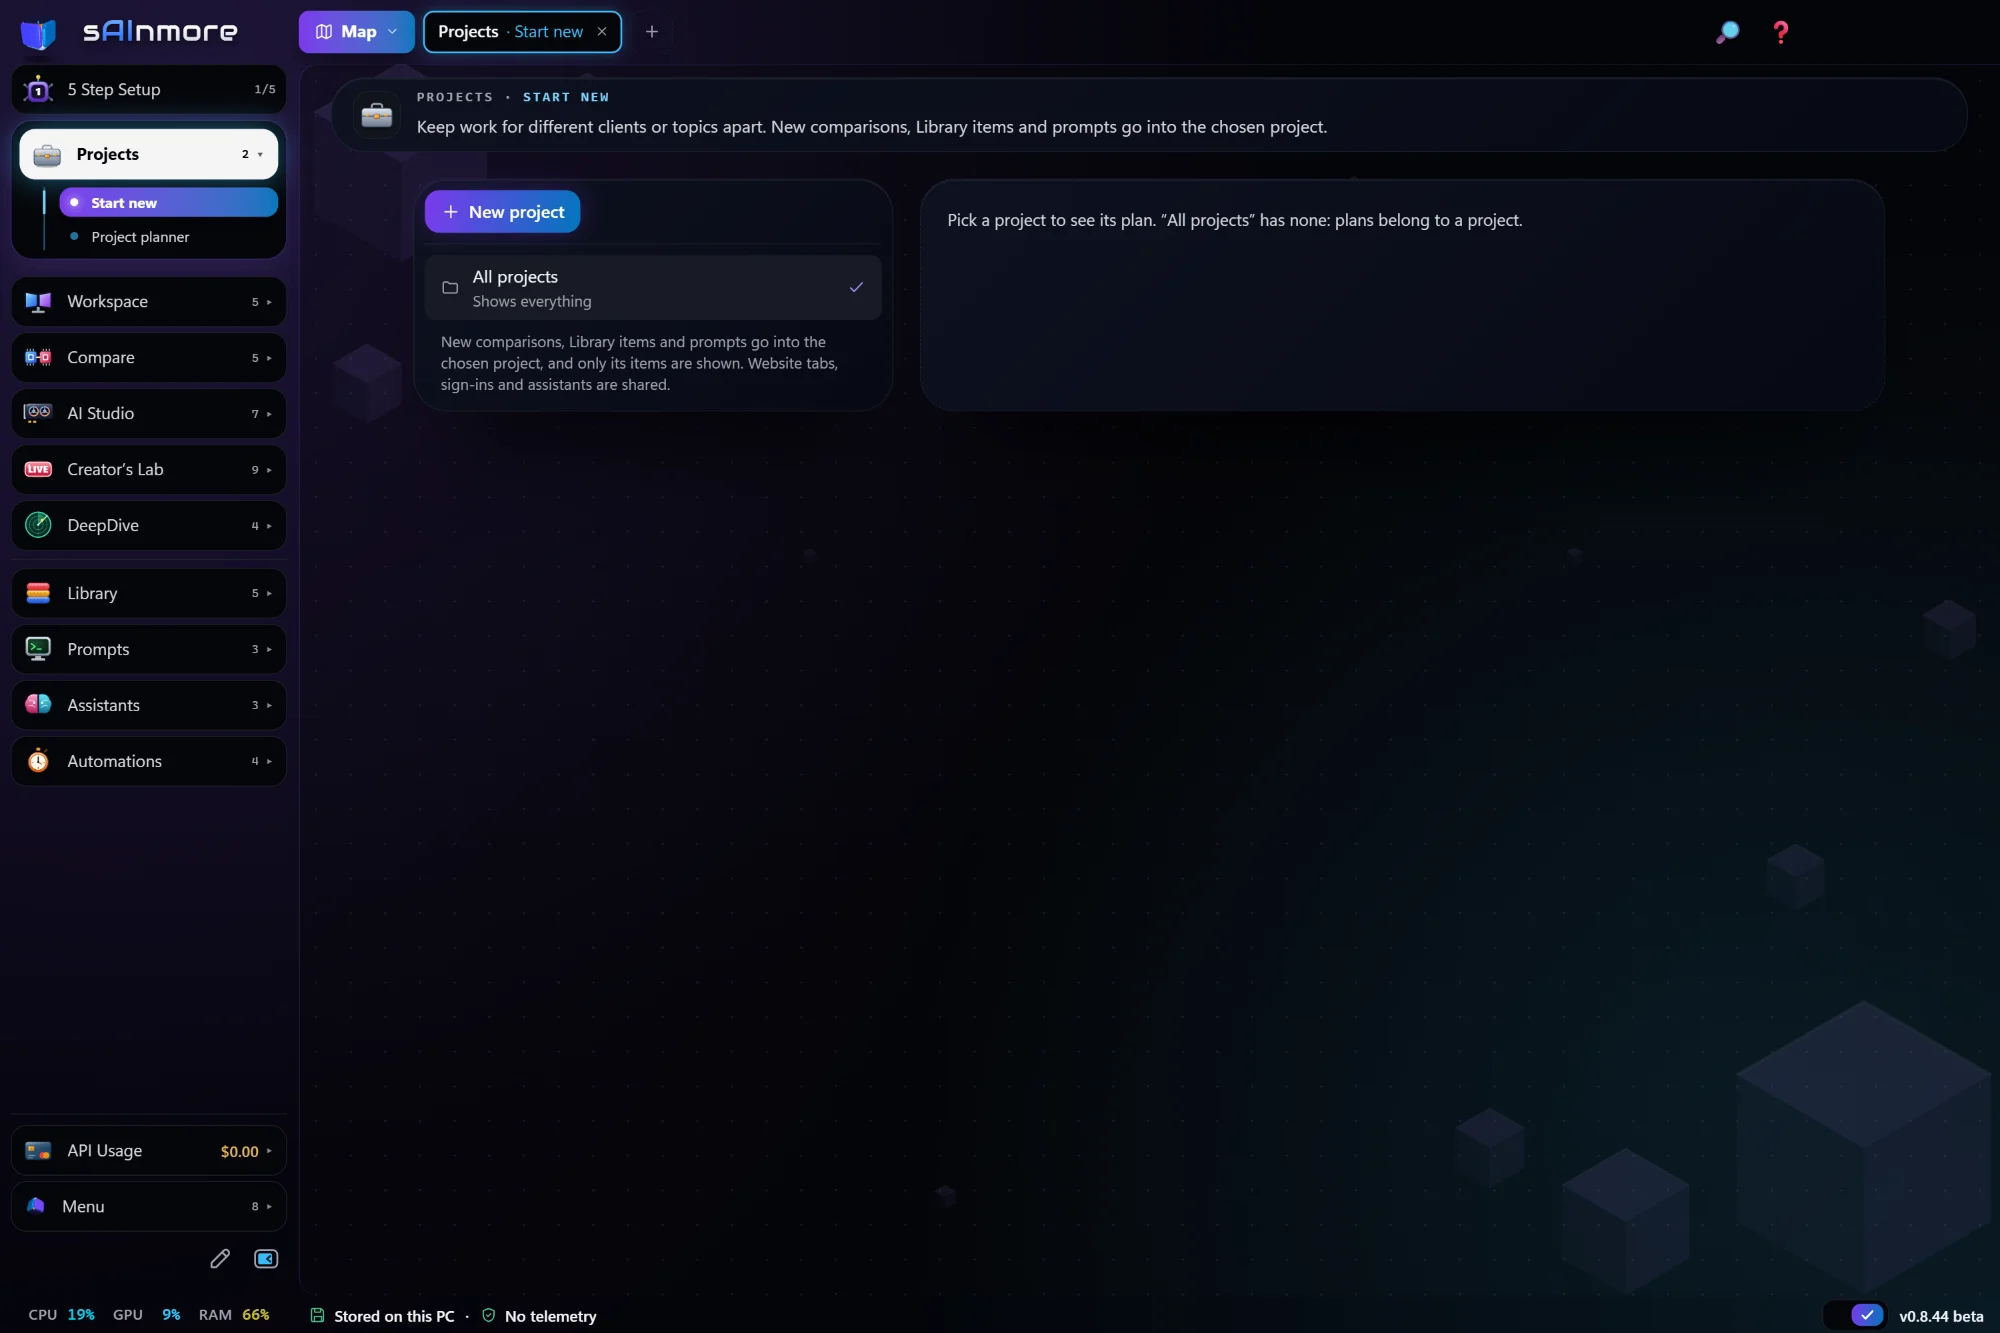 sAInmore
Map
Projects · Start new
5 Step Setup 1/5
Projects 2
Start new
Project planner
Workspace 5
Compare 5
AI Studio 7
LIVE Creator’s Lab 9
DeepDive 4
Library 5
Prompts 3
Assistants 3
Automations 4
API Usage $0.00
Menu 8
CPU 19% GPU 9% RAM 66%
PROJECTS · START NEW
Keep work for different clients or topics apart. New comparisons, Library items and prompts go into the chosen project.
New project
All projects
Shows everything
New comparisons, Library items and prompts go into the
chosen project, and only its items are shown. Website tabs,
sign-ins and assistants are shared.
Pick a project to see its plan. “All projects” has none: plans belong to a project.
Stored on this PC · No telemetry
v0.8.44 beta